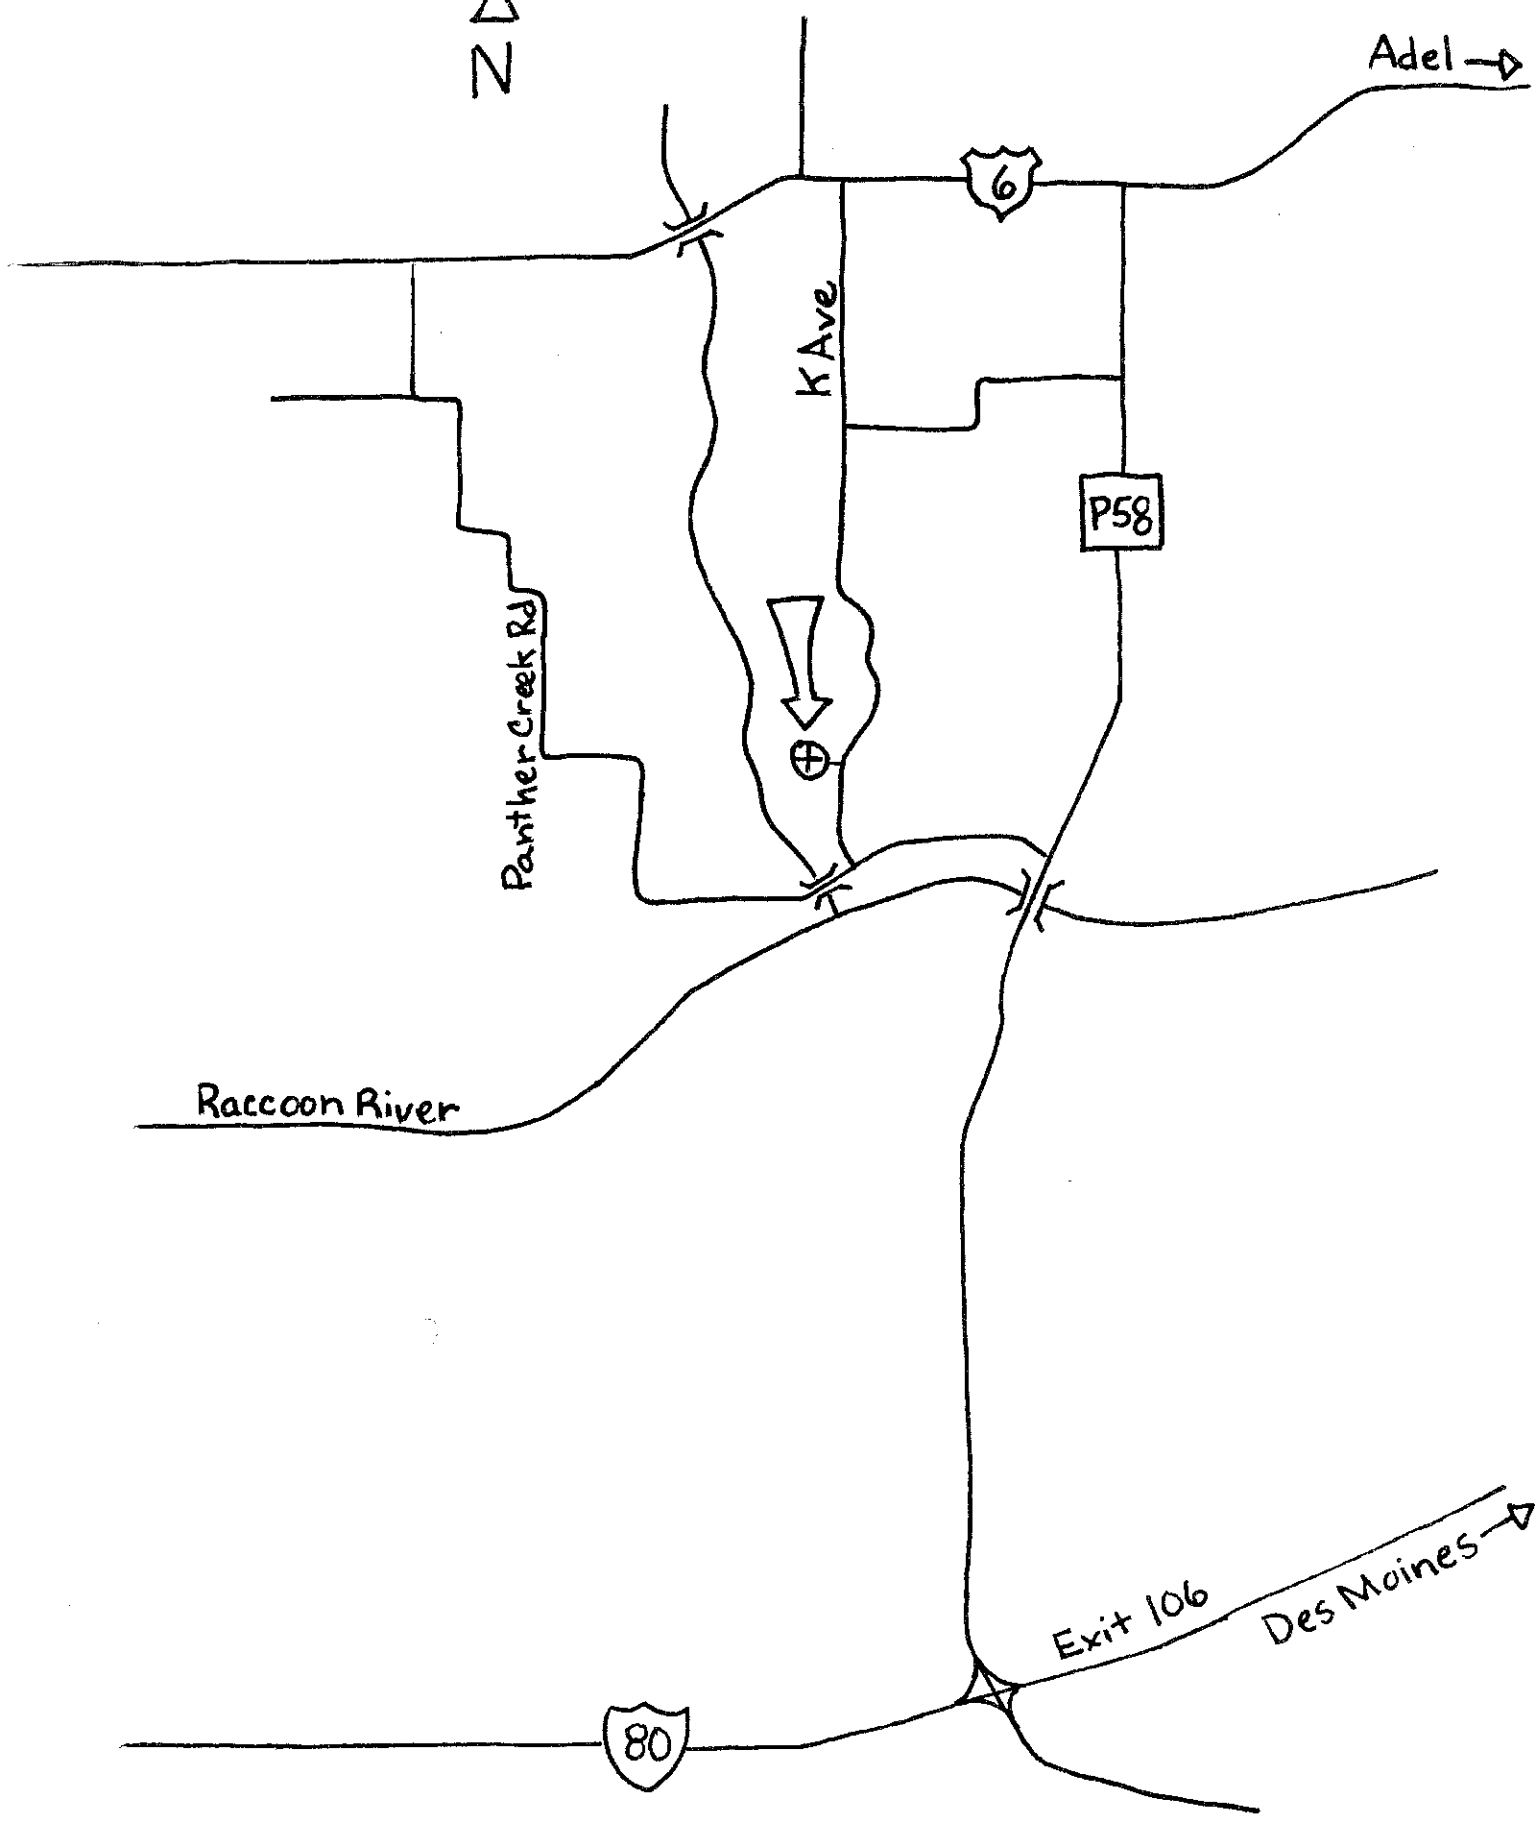 N
Adel
6
K Ave
P58
Panther Creek Rd
Raccoon River
Exit 106
Des Moines
80